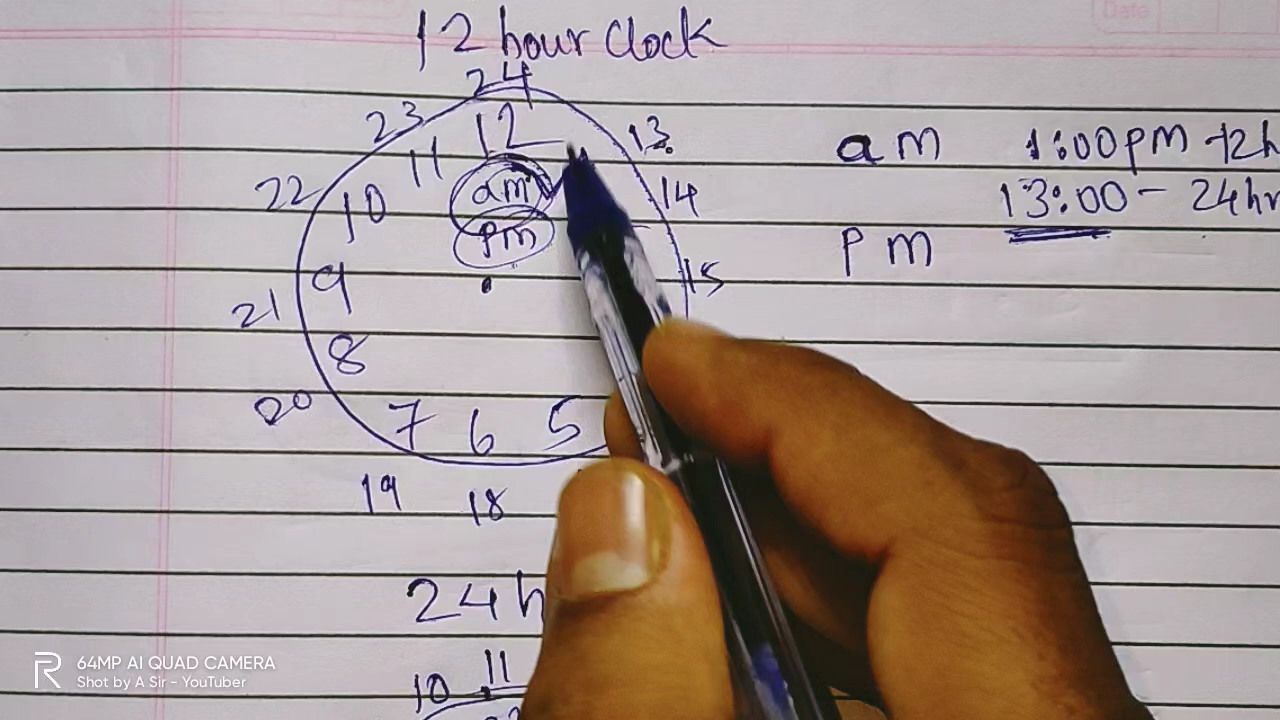 Date
12 hour clock
24
23 12 13
11 am 1:00pm - 12h
22 10 am 14 13:00 - 24hr
pm pm
9 15
21
8
20
7 6 5
19 18
24h
11
10
64MP AI QUAD CAMERA
Shot by A Sir - YouTuber